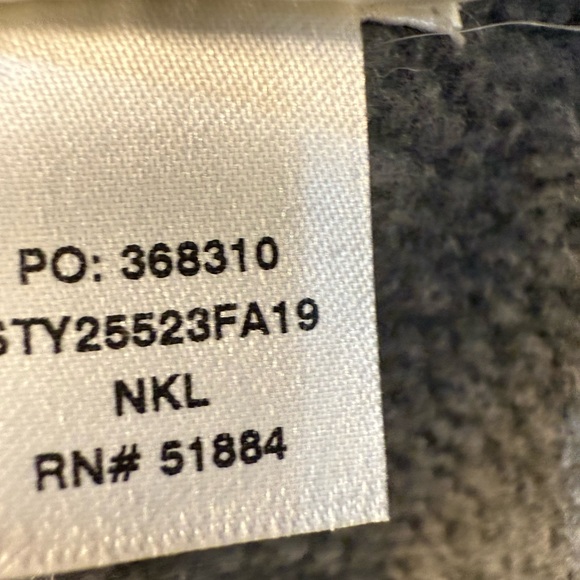 PO: 368310
STY25523FA19
NKL
RN# 51884